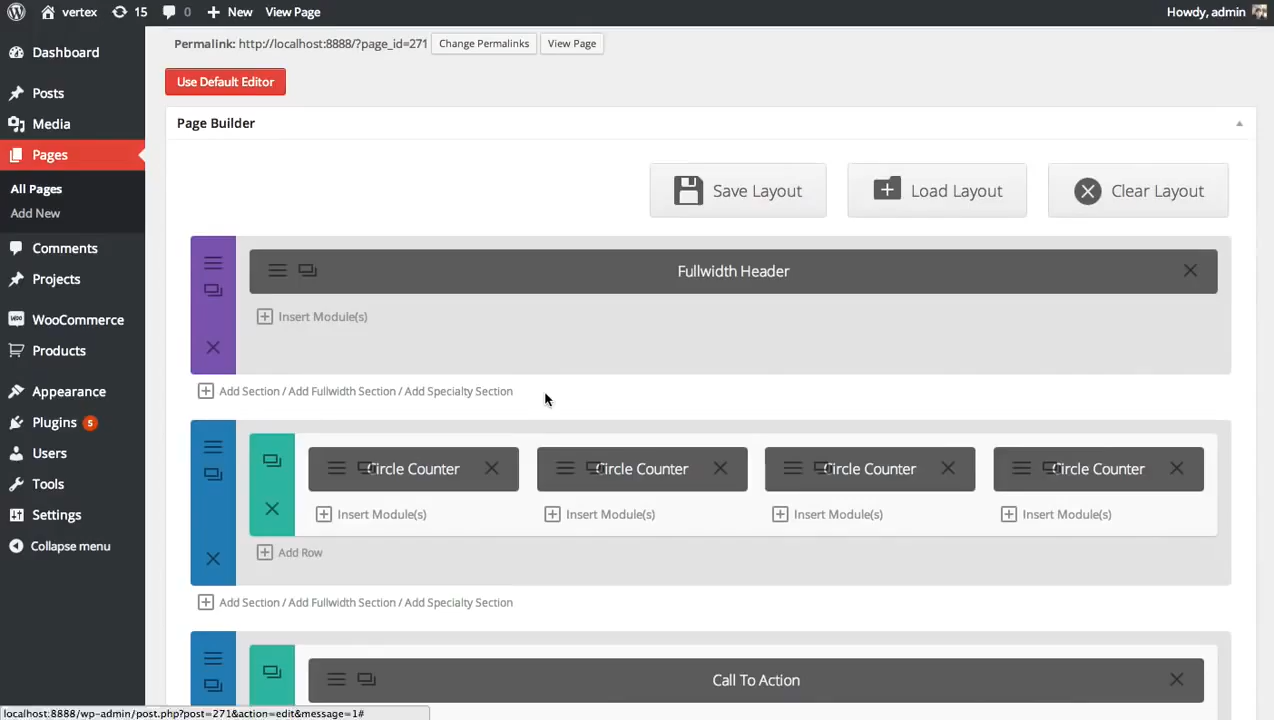 vertex 15 0 New View Page Howdy, admin
Dashboard
Posts
Media
Pages
All Pages
Add New
Comments
Projects
WooCommerce
Products
Appearance
Plugins 5
Users
Tools
Settings
Collapse menu
Permalink: http://localhost:8888/?page_id=271 Change Permalinks View Page
Use Default Editor
Page Builder
Save Layout Load Layout Clear Layout
Fullwidth Header
Insert Module(s)
Add Section / Add Fullwidth Section / Add Specialty Section
Circle Counter Circle Counter Circle Counter Circle Counter
Insert Module(s) Insert Module(s) Insert Module(s) Insert Module(s)
Add Row
Add Section / Add Fullwidth Section / Add Specialty Section
Call To Action
localhost:8888/wp-admin/post.php?post=271&action=edit&message=1#